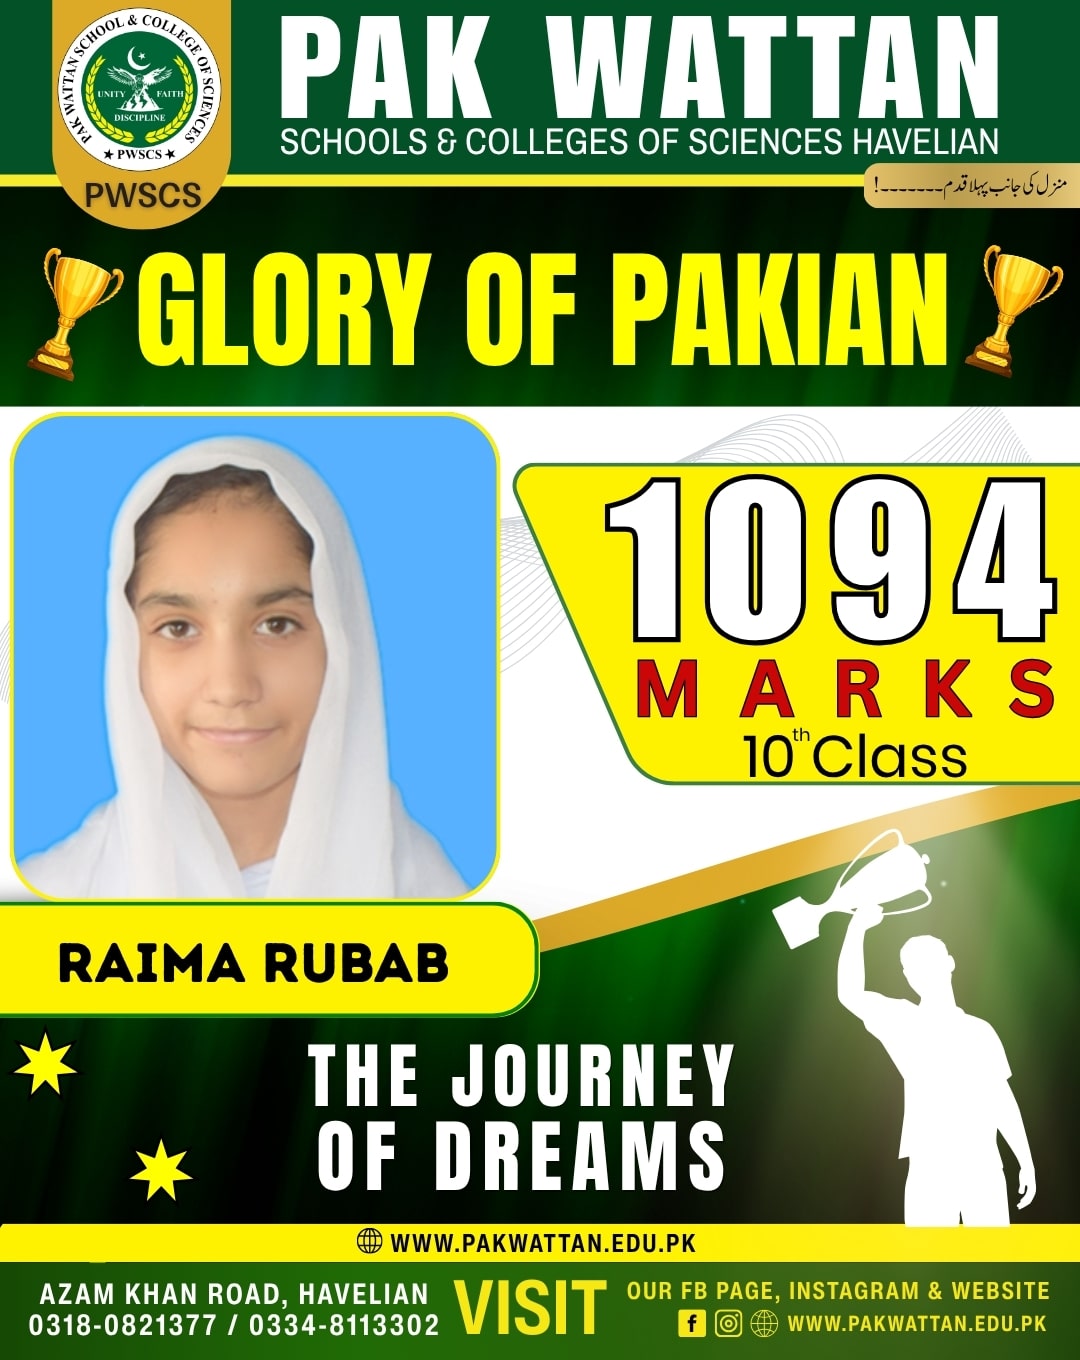 PAK WATTAN SCHOOL & COLLEGE OF SCIENCES
UNITY FAITH
DISCIPLINE
★ PWSCS ★
PWSCS
PAK WATTAN
SCHOOLS & COLLEGES OF SCIENCES HAVELIAN
منزل کی جانب پہلا قدم-------!
GLORY OF PAKIAN
1094
MARKS
10th Class
RAIMA RUBAB
THE JOURNEY
OF DREAMS
WWW.PAKWATTAN.EDU.PK
AZAM KHAN ROAD, HAVELIAN
0318-0821377 / 0334-8113302
VISIT
OUR FB PAGE, INSTAGRAM & WEBSITE
WWW.PAKWATTAN.EDU.PK